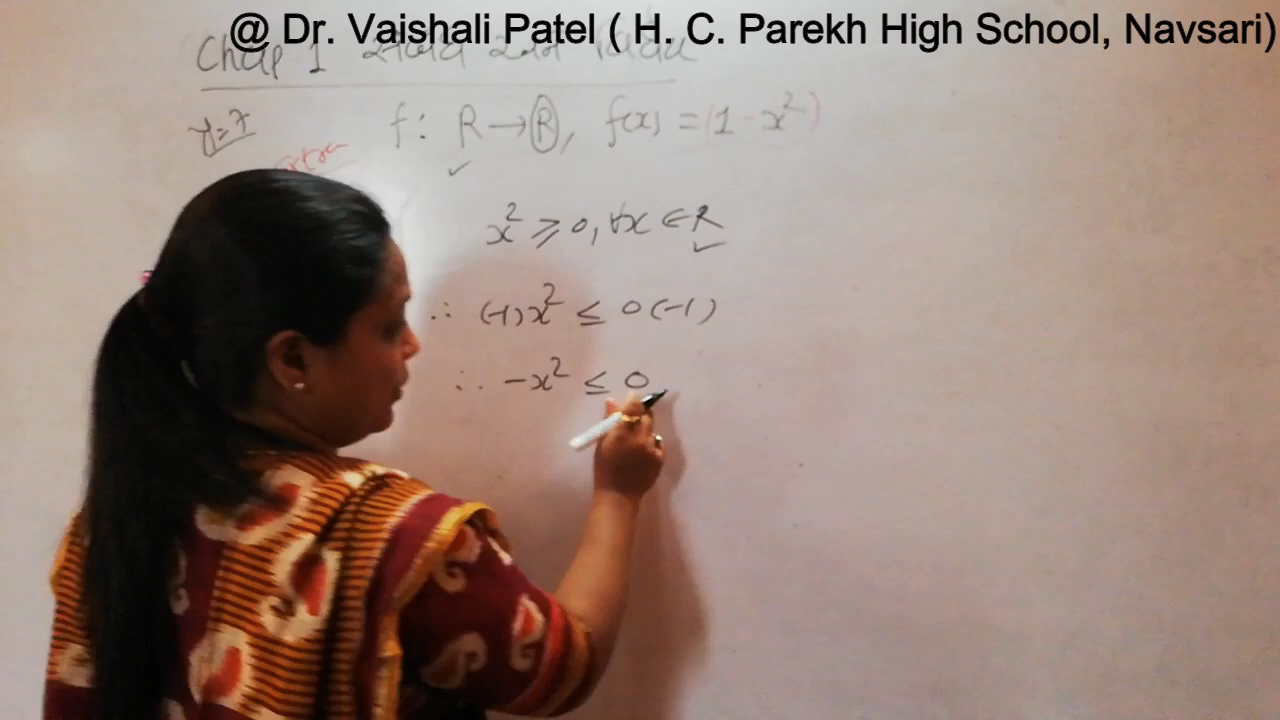 @ Dr. Vaishali Patel ( H. C. Parekh High School, Navsari)
Chap 1
f : R → R, f(x) = (1 - x²)
x² ≥ 0, ∀x ∈ R
∴ (-1)x² ≤ 0(-1)
∴ -x² ≤ 0